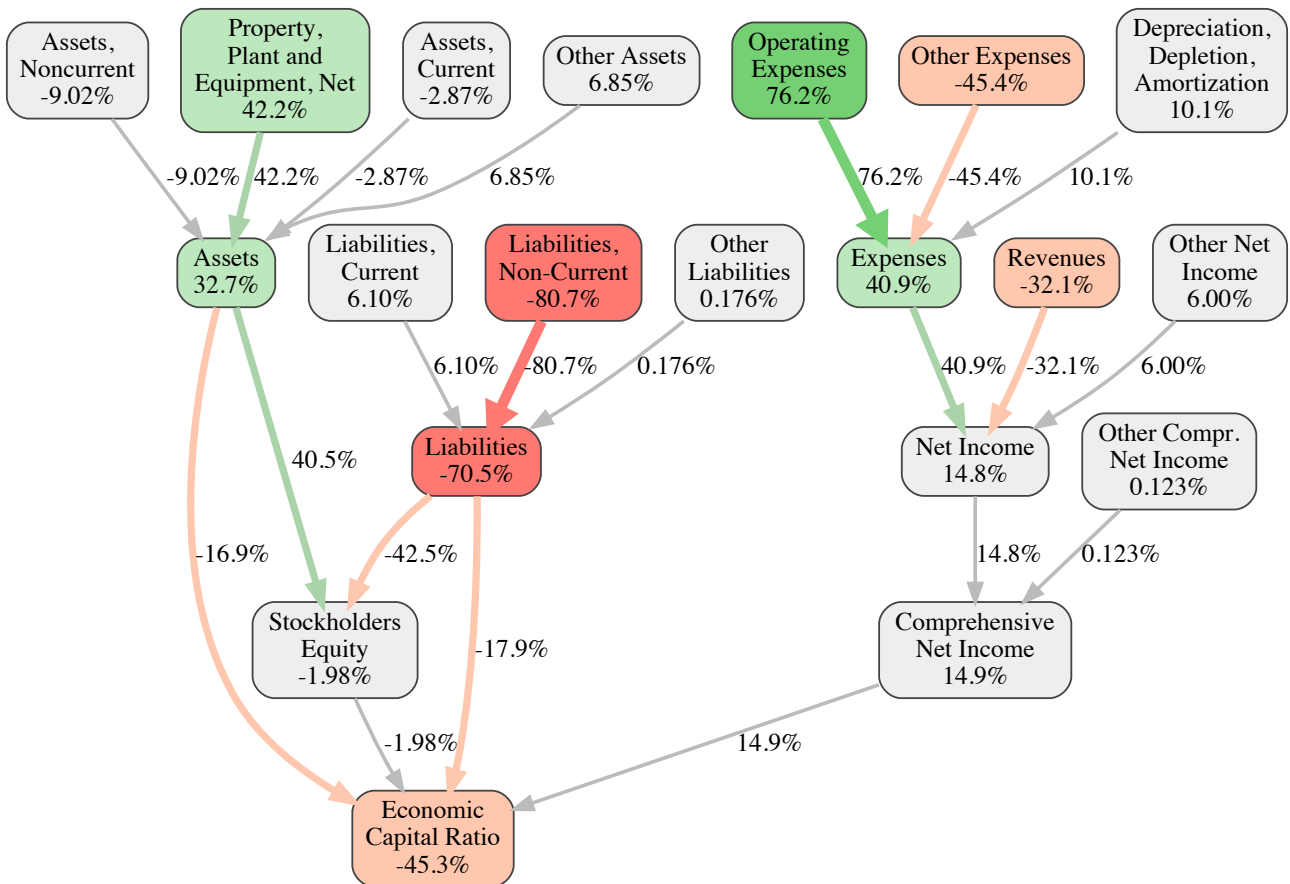 Assets,
Noncurrent
-9.02%
Property,
Plant and
Equipment, Net
42.2%
Assets,
Current
-2.87%
Other Assets
6.85%
Operating
Expenses
76.2%
Other Expenses
-45.4%
Depreciation,
Depletion,
Amortization
10.1%
-9.02%
42.2%
-2.87%
6.85%
76.2%
-45.4%
10.1%
Assets
32.7%
Liabilities,
Current
6.10%
Liabilities,
Non-Current
-80.7%
Other
Liabilities
0.176%
Expenses
40.9%
Revenues
-32.1%
Other Net
Income
6.00%
6.10%
-80.7%
0.176%
40.9%
-32.1%
6.00%
40.5%
Liabilities
-70.5%
Net Income
14.8%
Other Compr.
Net Income
0.123%
-16.9%
-42.5%
14.8%
0.123%
Stockholders
Equity
-1.98%
-17.9%
Comprehensive
Net Income
14.9%
-1.98%
14.9%
Economic
Capital Ratio
-45.3%